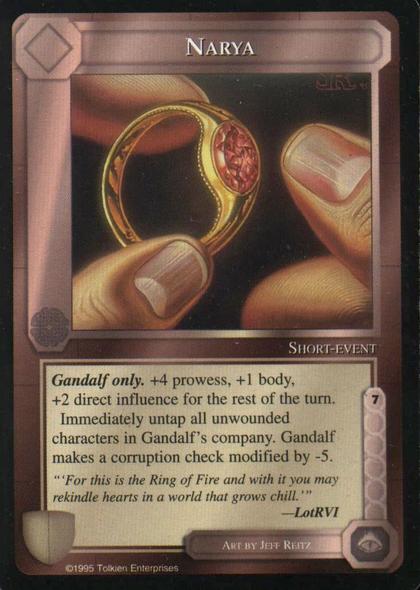 NARYA
SHORT-EVENT
Gandalf only. +4 prowess, +1 body,
+2 direct influence for the rest of the turn.
Immediately untap all unwounded
characters in Gandalf's company. Gandalf
makes a corruption check modified by -5.
"'For this is the Ring of Fire and with it you may
rekindle hearts in a world that grows chill.'"
—LotRVI
7
ART BY JEFF REITZ
©1995 Tolkien Enterprises